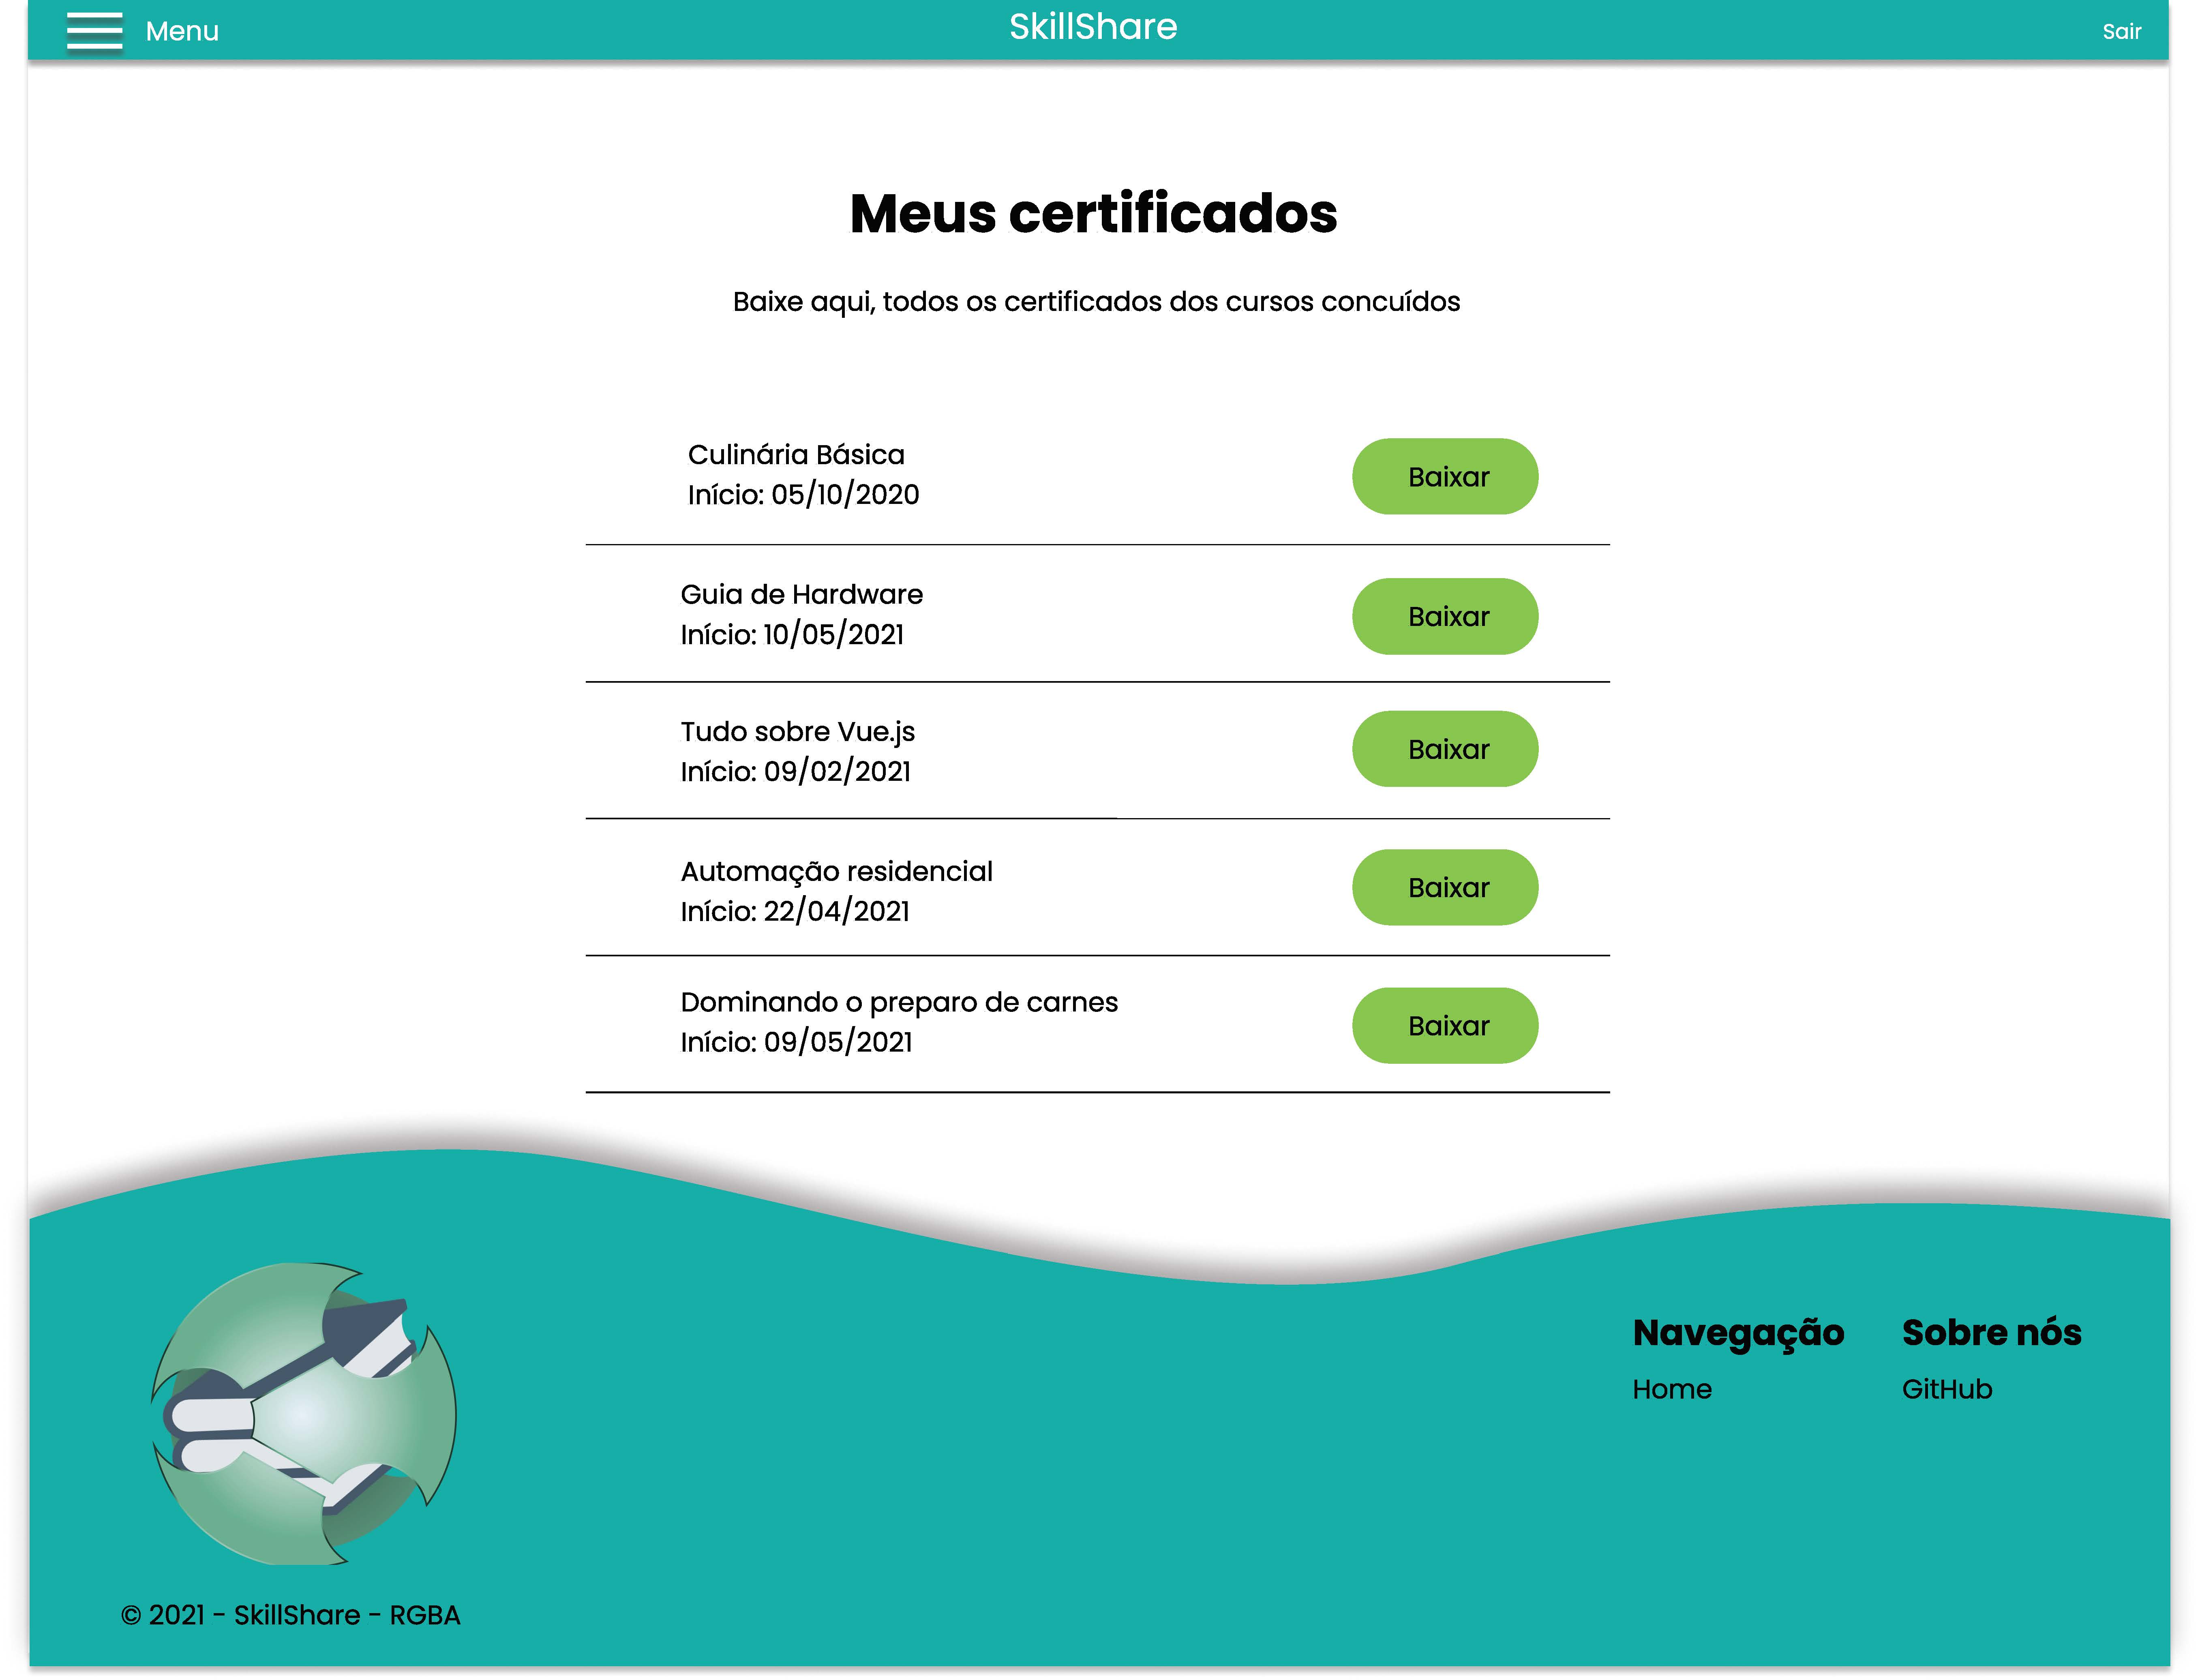 Menu
SkillShare
Sair
Meus certificados
Baixe aqui, todos os certificados dos cursos concuídos
Culinária Básica
Início: 05/10/2020
Baixar
Guia de Hardware
Início: 10/05/2021
Baixar
Tudo sobre Vue.js
Início: 09/02/2021
Baixar
Automação residencial
Início: 22/04/2021
Baixar
Dominando o preparo de carnes
Início: 09/05/2021
Baixar
Navegação
Home
Sobre nós
GitHub
© 2021 - SkillShare - RGBA